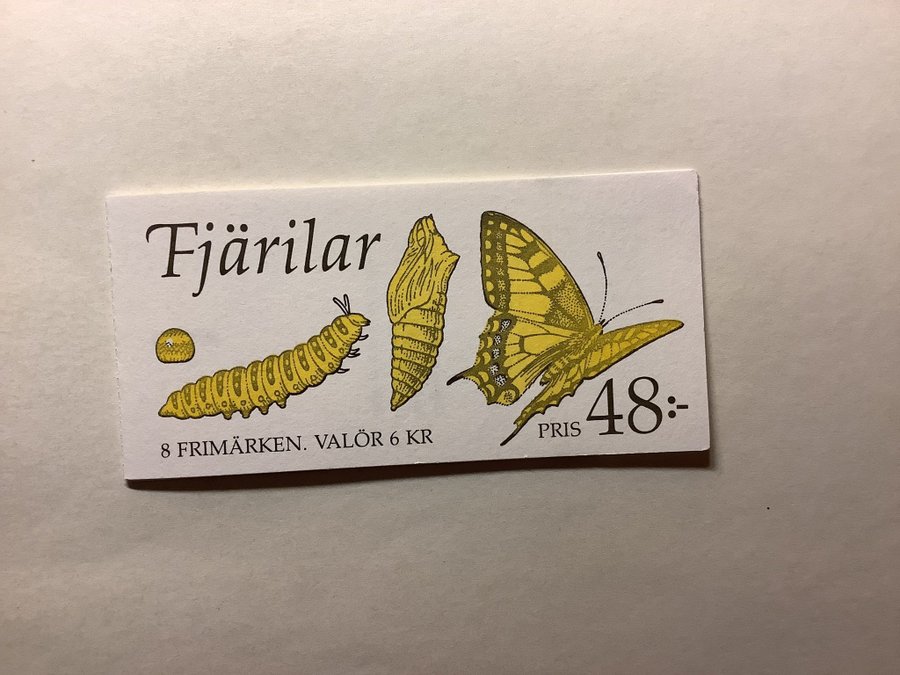 Fjärilar
8 FRIMÄRKEN. VALÖR 6 KR
PRIS 48:-